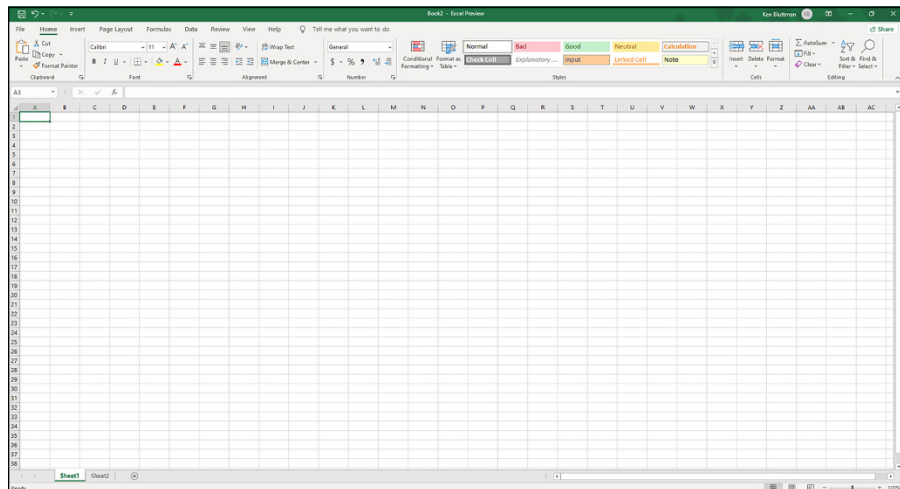 Book2 - Excel Preview
Ken Bluttman
File Home Insert Page Layout Formulas Data Review View Help Tell me what you want to do Share
Paste Cut Copy Format Painter
Calibri 11 A A
B I U A
Wrap Text
Merge & Center
General
$ % 9
Conditional Formatting Format as Table
Normal Bad Good Neutral Calculation
Check Cell Explanatory ... Input Linked Cell Note
Insert Delete Format
AutoSum
Fill
Clear
Sort & Filter Find & Select
Clipboard Font Alignment Number Styles Cells Editing
A1 fx
A B C D E F G H I J K L M N O P Q R S T U V W X Y Z AA AB AC
1
2
3
4
5
6
7
8
9
10
11
12
13
14
15
16
17
18
19
20
21
22
23
24
25
26
27
28
29
30
31
32
33
34
35
36
37
38
Sheet1 Sheet2
Ready 100%